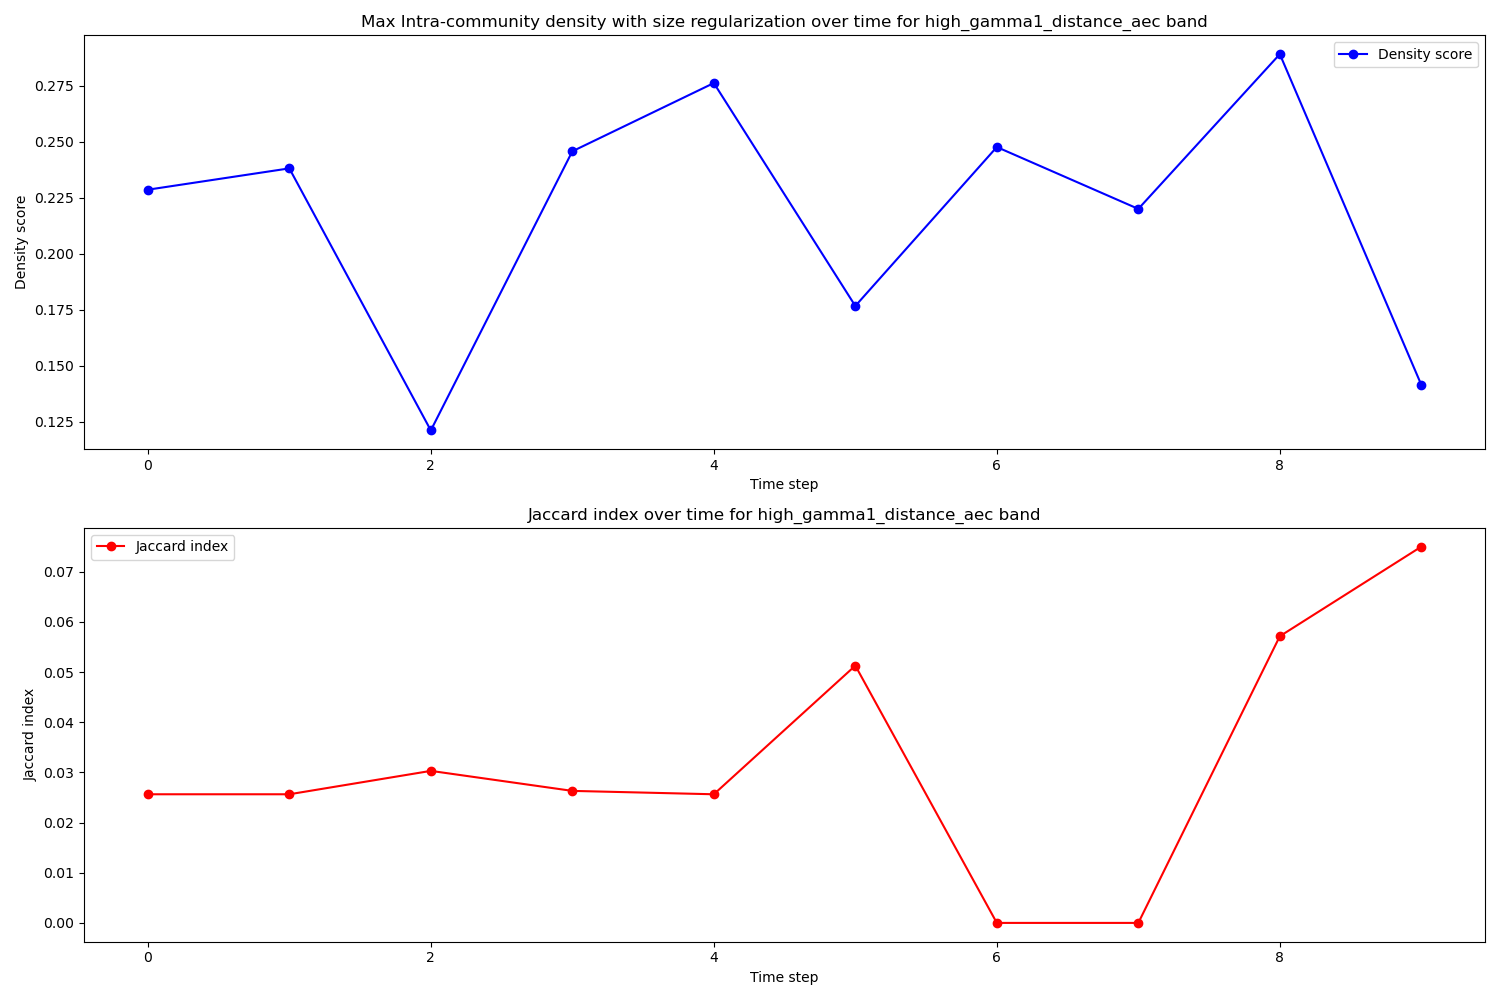 Max Intra-community density with size regularization over time for high_gamma1_distance_aec band
Density score
0.275
0.250
0.225
0.200
0.175
0.150
0.125
Density score
0 2 4 6 8
Time step
Jaccard index over time for high_gamma1_distance_aec band
Jaccard index
0.07
0.06
0.05
0.04
0.03
0.02
0.01
0.00
Jaccard index
0 2 4 6 8
Time step